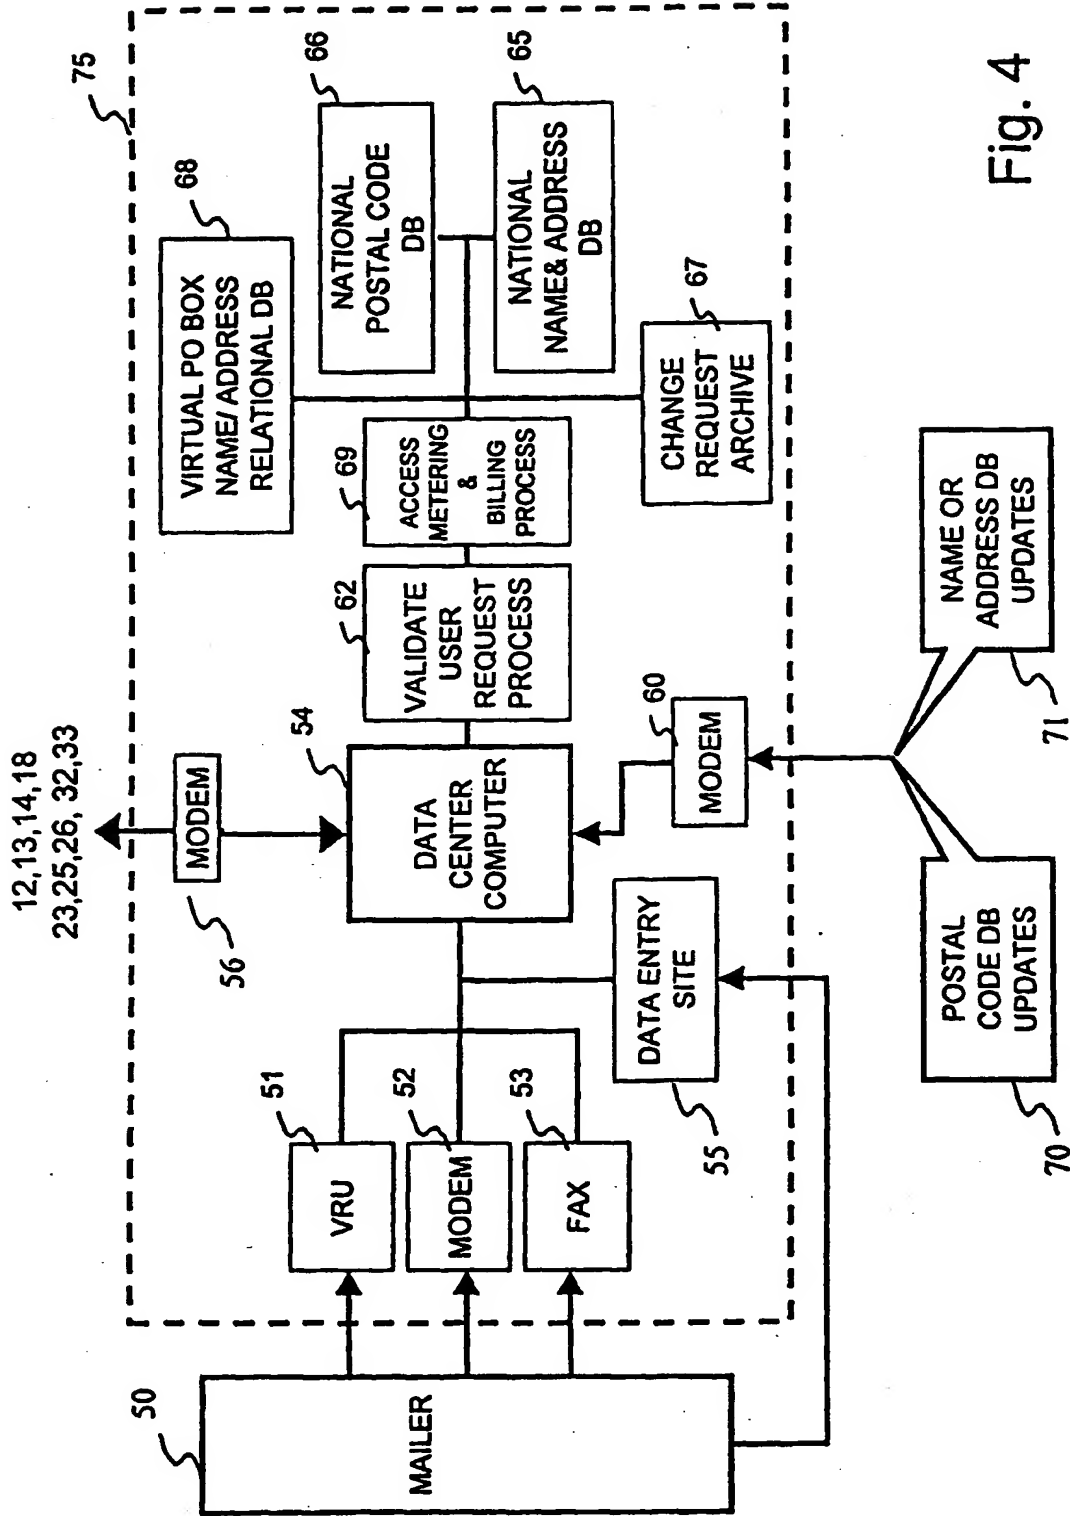 12,13,14,18
23,25,26, 32,33
75
66
65
68
NATIONAL
POSTAL CODE
DB
NATIONAL
NAME& ADDRESS
DB
VIRTUAL PO BOX
NAME/ ADDRESS
RELATIONAL DB
67
CHANGE
REQUEST
ARCHIVE
69
ACCESS
METERING
&
BILLING
PROCESS
62
VALIDATE
USER
REQUEST
PROCESS
54
DATA
CENTER
COMPUTER
MODEM
56
60
MODEM
DATA ENTRY
SITE
55
51
VRU
52
MODEM
53
FAX
50
MAILER
NAME OR
ADDRESS DB
UPDATES
71
POSTAL
CODE DB
UPDATES
70
Fig. 4